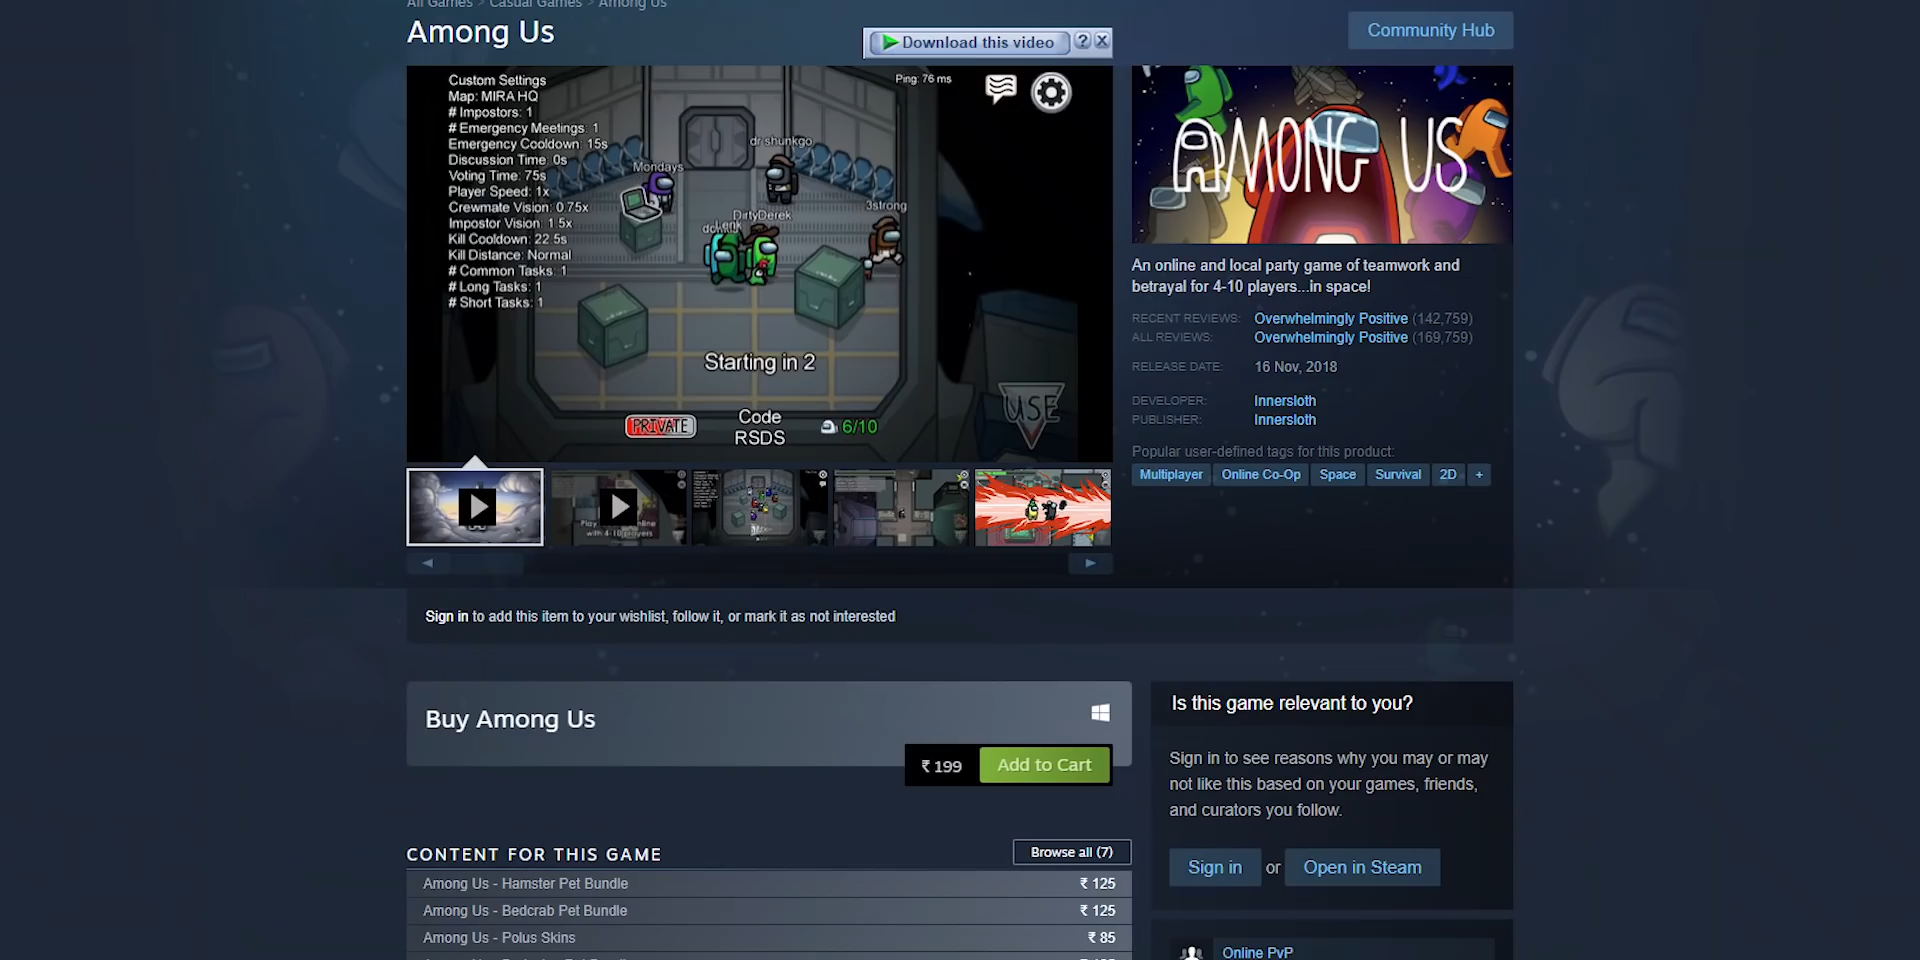 All Games > Casual Games > Among Us
Among Us
Download this video ? X
Community Hub
Custom Settings
Map: MIRA HQ
# Impostors: 1
# Emergency Meetings: 1
Emergency Cooldown: 15s
Discussion Time: 0s
Voting Time: 75s
Player Speed: 1x
Crewmate Vision: 0.75x
Impostor Vision: 1.5x
Kill Cooldown: 22.5s
Kill Distance: Normal
# Common Tasks: 1
# Long Tasks: 1
# Short Tasks: 1
Ping: 76 ms
dr shunkgo
Mondays
3strong
DirtyDerek
Starting in 2
USE
PRIVATE
Code
RSDS
6/10
with 4-10 players
AMONG US
An online and local party game of teamwork and
betrayal for 4-10 players...in space!
RECENT REVIEWS: Overwhelmingly Positive (142,759)
ALL REVIEWS: Overwhelmingly Positive (169,759)
RELEASE DATE: 16 Nov, 2018
DEVELOPER: Innersloth
PUBLISHER: Innersloth
Popular user-defined tags for this product:
Multiplayer Online Co-Op Space Survival 2D +
Sign in to add this item to your wishlist, follow it, or mark it as not interested
Buy Among Us
₹ 199 Add to Cart
CONTENT FOR THIS GAME
Browse all (7)
Among Us - Hamster Pet Bundle ₹ 125
Among Us - Bedcrab Pet Bundle ₹ 125
Among Us - Polus Skins ₹ 85
Is this game relevant to you?
Sign in to see reasons why you may or may
not like this based on your games, friends,
and curators you follow.
Sign in or Open in Steam
Online PvP